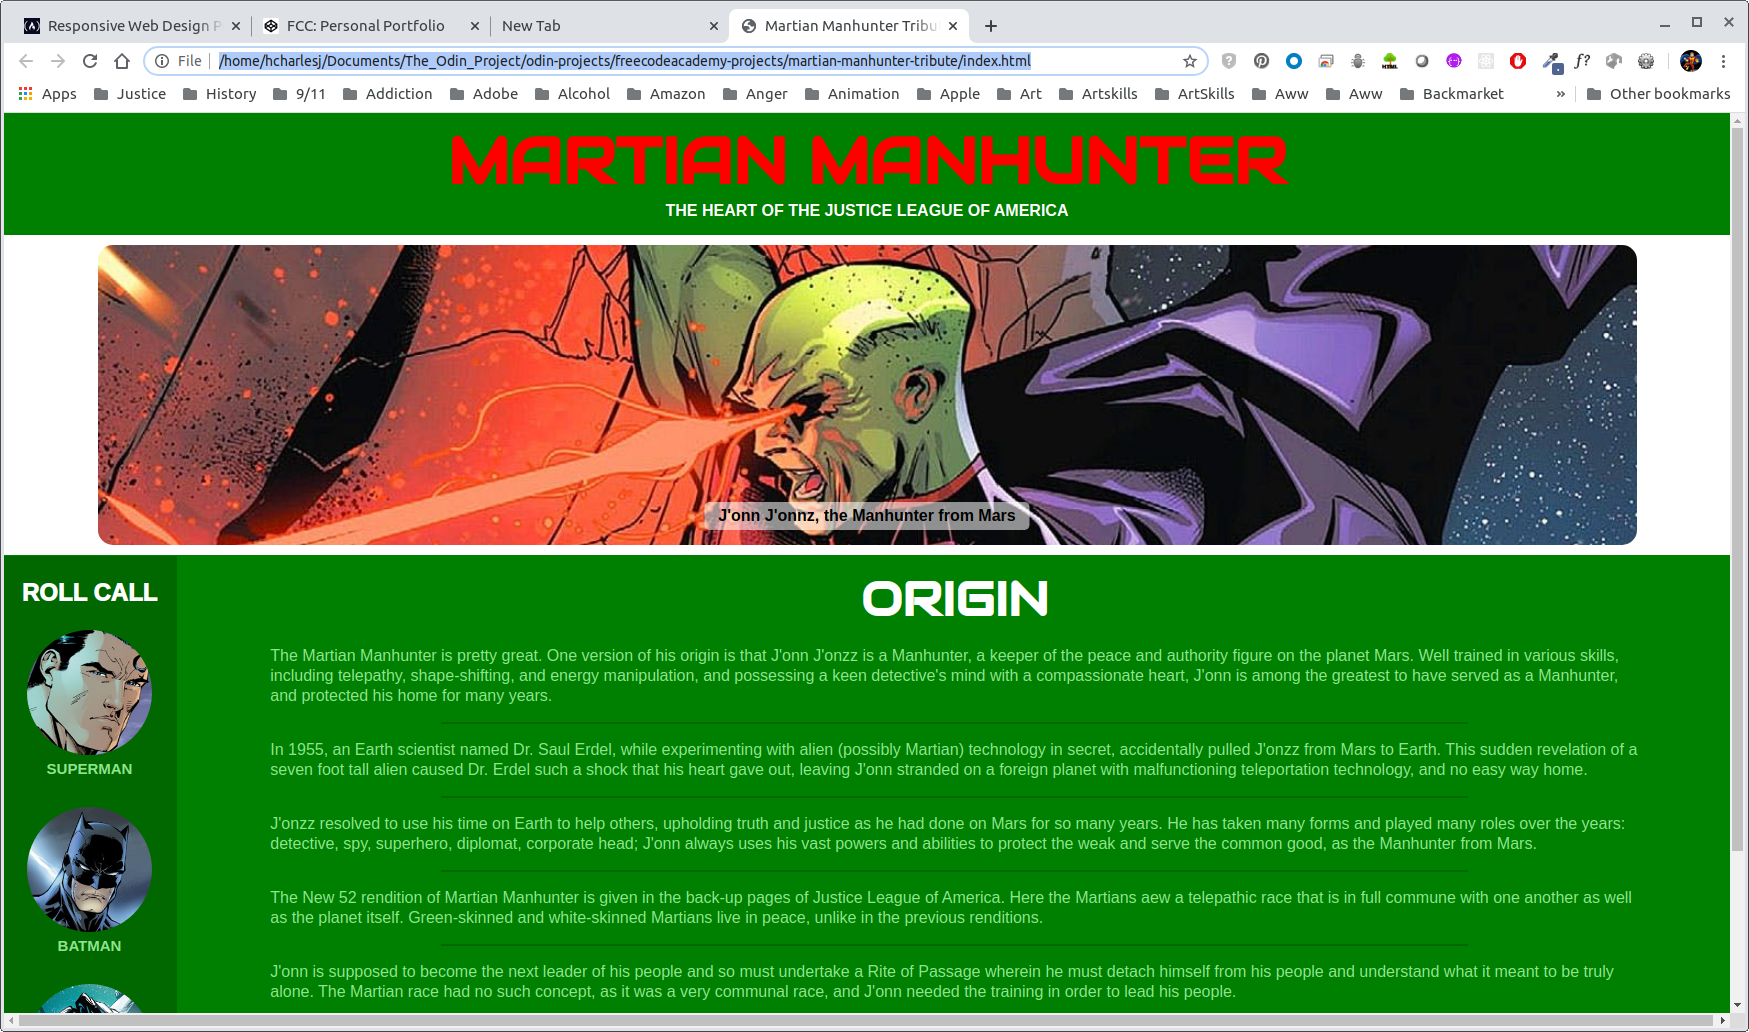 Responsive Web Design P
FCC: Personal Portfolio
New Tab
Martian Manhunter Tribu
File
/home/hcharlesj/Documents/The_Odin_Project/odin-projects/freecodeacademy-projects/martian-manhunter-tribute/index.html
f?
Apps Justice History 9/11 Addiction Adobe Alcohol Amazon Anger Animation Apple Art Artskills ArtSkills Aww Aww Backmarket » Other bookmarks
MARTIAN MANHUNTER
THE HEART OF THE JUSTICE LEAGUE OF AMERICA
J'onn J'onnz, the Manhunter from Mars
ROLL CALL
SUPERMAN
BATMAN
ORIGIN
The Martian Manhunter is pretty great. One version of his origin is that J'onn J'onzz is a Manhunter, a keeper of the peace and authority figure on the planet Mars. Well trained in various skills,
including telepathy, shape-shifting, and energy manipulation, and possessing a keen detective's mind with a compassionate heart, J'onn is among the greatest to have served as a Manhunter,
and protected his home for many years.
In 1955, an Earth scientist named Dr. Saul Erdel, while experimenting with alien (possibly Martian) technology in secret, accidentally pulled J'onzz from Mars to Earth. This sudden revelation of a
seven foot tall alien caused Dr. Erdel such a shock that his heart gave out, leaving J'onn stranded on a foreign planet with malfunctioning teleportation technology, and no easy way home.
J'onzz resolved to use his time on Earth to help others, upholding truth and justice as he had done on Mars for so many years. He has taken many forms and played many roles over the years:
detective, spy, superhero, diplomat, corporate head; J'onn always uses his vast powers and abilities to protect the weak and serve the common good, as the Manhunter from Mars.
The New 52 rendition of Martian Manhunter is given in the back-up pages of Justice League of America. Here the Martians aew a telepathic race that is in full commune with one another as well
as the planet itself. Green-skinned and white-skinned Martians live in peace, unlike in the previous renditions.
J'onn is supposed to become the next leader of his people and so must undertake a Rite of Passage wherein he must detach himself from his people and understand what it meant to be truly
alone. The Martian race had no such concept, as it was a very communal race, and J'onn needed the training in order to lead his people.